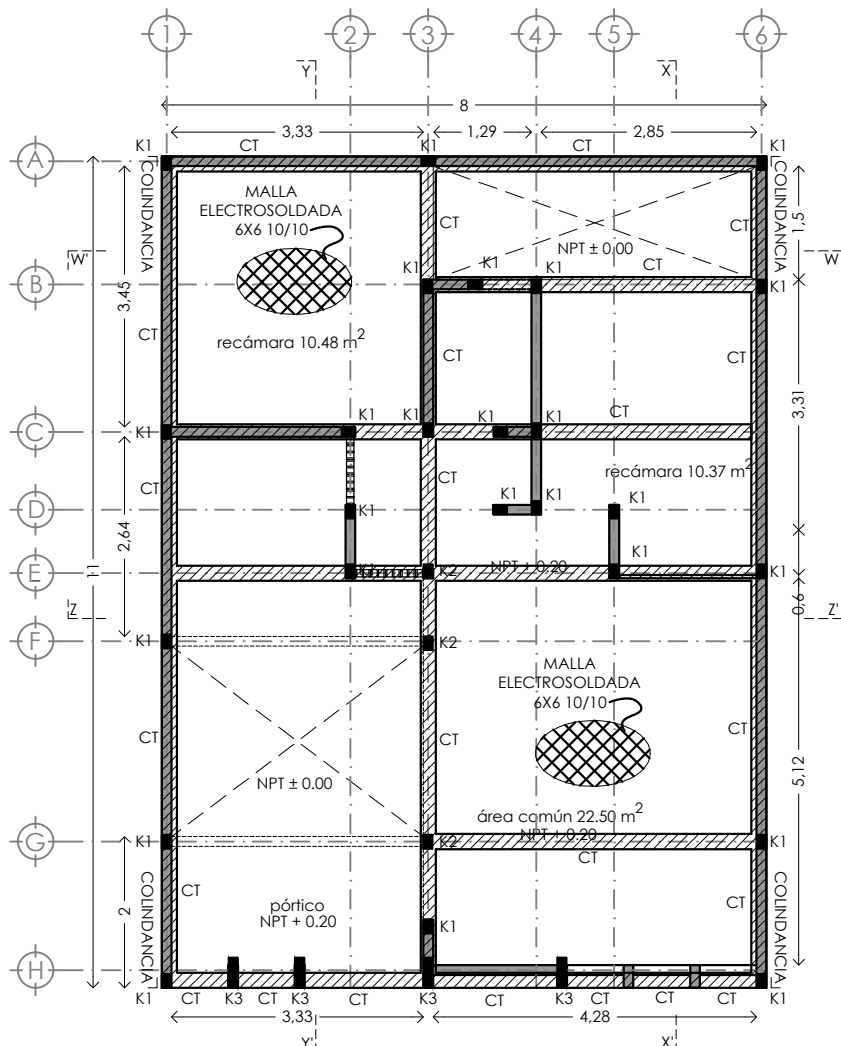 1 2 3 4 5 6
Y X
8
3,33 1,29 2,85
K1 CT K1 CT K1
A
COLINDANCIA
COLINDANCIA
MALLA
ELECTROSOLDADA
6X6 10/10
CT
CT
1,5
NPT ± 0.00
W' W
K1 K1 K1 CT
B
K1
3,45
CT
recámara 10.48 m²
CT
CT
3,31
K1 K1 K1 K1 CT
C
K1
CT
CT
recámara 10.37 m²
K1 K1 K1
D
K1
2,64
11
K1
E
K1
K2
NPT + 0.20
K1
Z
0,6
Z'
F
K1
K2
MALLA
ELECTROSOLDADA
6X6 10/10
CT
CT
CT
NPT ± 0.00
5,12
área común 22.50 m²
NPT + 0.20
G
K1
K2
K1
CT
COLINDANCIA
COLINDANCIA
CT
CT
2
pórtico
NPT + 0.20
K1
H
K1 CT K3 CT K3 CT K3 CT K3 CT CT CT K1
3,33 4,28
Y' X'